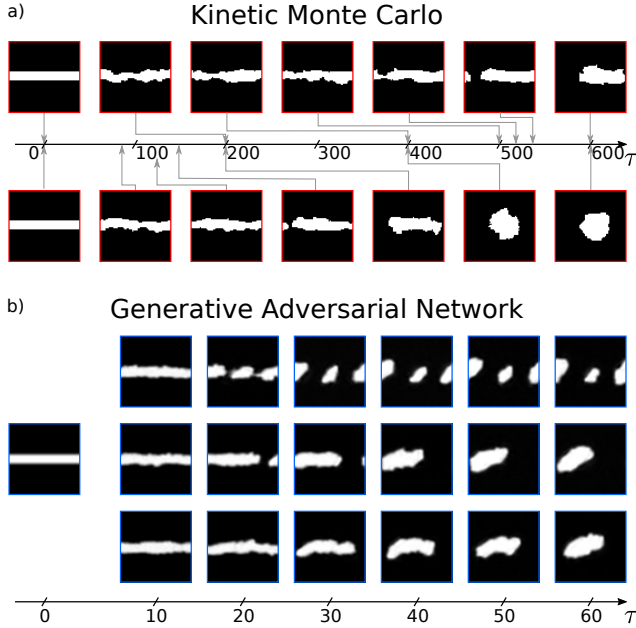 a) Kinetic Monte Carlo
0 100 200 300 400 500 600 τ
b) Generative Adversarial Network
0 10 20 30 40 50 60 τ